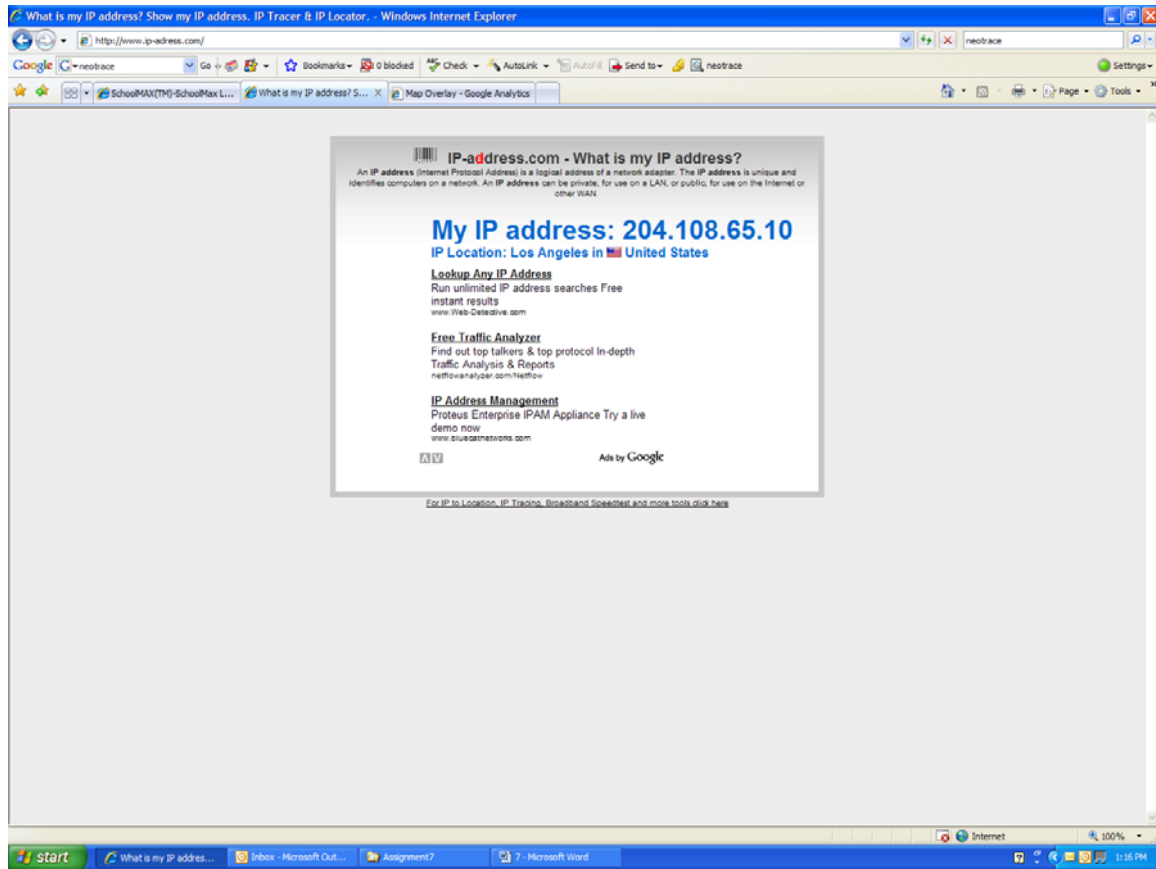 What is my IP address? Show my IP address. IP Tracer & IP Locator. - Windows Internet Explorer
http://www.ip-adress.com/
neotrace
Google
neotrace
Go
Bookmarks
0 blocked
Check
AutoLink
AutoFill
Send to
neotrace
Settings
SchoolMAX(TM)-SchoolMax L...
What is my IP address? S...
Map Overlay - Google Analytics
Page
Tools
IP-address.com - What is my IP address?
An IP address (Internet Protocol Address) is a logical address of a network adapter. The IP address is unique and
identifies computers on a network. An IP address can be private, for use on a LAN, or public, for use on the Internet or
other WAN.
My IP address: 204.108.65.10
IP Location: Los Angeles in United States
Lookup Any IP Address
Run unlimited IP address searches Free
instant results
www.Web-Detective.com
Free Traffic Analyzer
Find out top talkers & top protocol In-depth
Traffic Analysis & Reports
netflowanalyzer.com/Netflow
IP Address Management
Proteus Enterprise IPAM Appliance Try a live
demo now
www.bluecatnetworks.com
Ads by Google
For IP to Location, IP Tracing, Broadband Speedtest and more tools click here
Internet
100%
start
What is my IP addres...
Inbox - Microsoft Out...
Assignment7
7 - Microsoft Word
1:16 PM